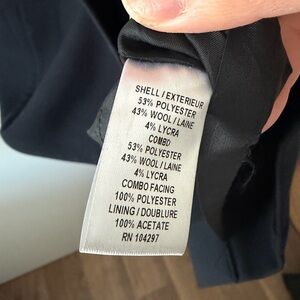 SHELL / EXTERIEUR
53% POLYESTER
43% WOOL / LAINE
4% LYCRA
COMBO
53% POLYESTER
43% WOOL / LAINE
4% LYCRA
COMBO FACING
100% POLYESTER
LINING / DOUBLURE
100% ACETATE
RN 104297